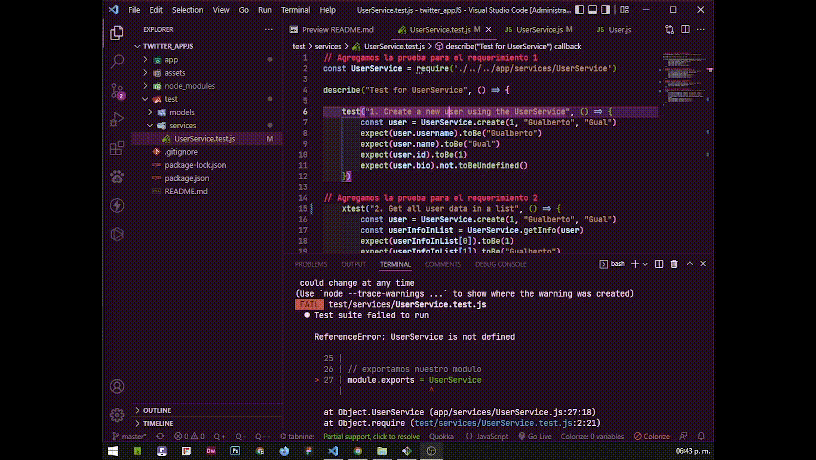 File Edit Selection View Go Run Terminal Help UserService.test.js - twitter_appJS - Visual Studio Code [Administra...
EXPLORER
TWITTER_APPJS
app
assets
node_modules
test
models
services
UserService.test.js M
.gitignore
package-lock.json
package.json
README.md
OUTLINE
TIMELINE
Preview README.md UserService.test.js M UserService.js M User.js
test > services > UserService.test.js > describe("Test for UserService") callback
1 // Agregamos la prueba para el requerimiento 1
2 const UserService = require('./../../app/services/UserService')
3
4 describe("Test for UserService", () => {
5
6 test("1. Create a new user using the UserService", () => {
7 const user = UserService.create(1, "Gualberto", "Gual")
8 expect(user.username).toBe("Gualberto")
9 expect(user.name).toBe("Gual")
10 expect(user.id).toBe(1)
11 expect(user.bio).not.toBeUndefined()
12 })
13
14 // Agregamos la prueba para el requerimiento 2
15 xtest("2. Get all user data in a list", () => {
16 const user = UserService.create(1, "Gualberto", "Gual")
17 const userInfoInList = UserService.getInfo(user)
18 expect(userInfoInList[0]).toBe(1)
19 expect(userInfoInList[1]).toBe("Gualberto")
PROBLEMS OUTPUT TERMINAL COMMENTS DEBUG CONSOLE bash
could change at any time
(Use `node --trace-warnings ...` to show where the warning was created)
FAIL test/services/UserService.test.js
● Test suite failed to run
ReferenceError: UserService is not defined
25 |
26 | // exportamos nuestro modulo
> 27 | module.exports = UserService
| ^
at Object.UserService (app/services/UserService.js:27:18)
at Object.require (test/services/UserService.test.js:2:21)
master* 0 0 Q+ Q- Q-- tabnine: Partial support, click to resolve Quokka {} JavaScript Go Live Colorize: 0 variables Colorize
06:43 p. m.